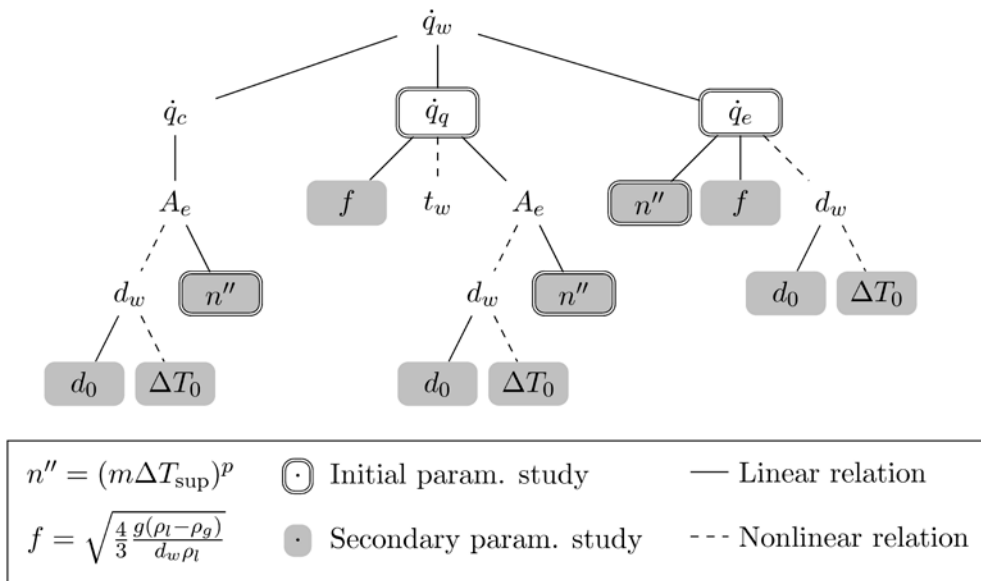 q̇_w
q̇_c q̇_q q̇_e
A_e f t_w A_e n″ f d_w
d_w n″ d_w n″ d_0 ΔT_0
d_0 ΔT_0 d_0 ΔT_0
n″ = (mΔT_sup)^p Initial param. study Linear relation
f = √(4/3 g(ρ_l−ρ_g)/(d_w ρ_l)) Secondary param. study Nonlinear relation